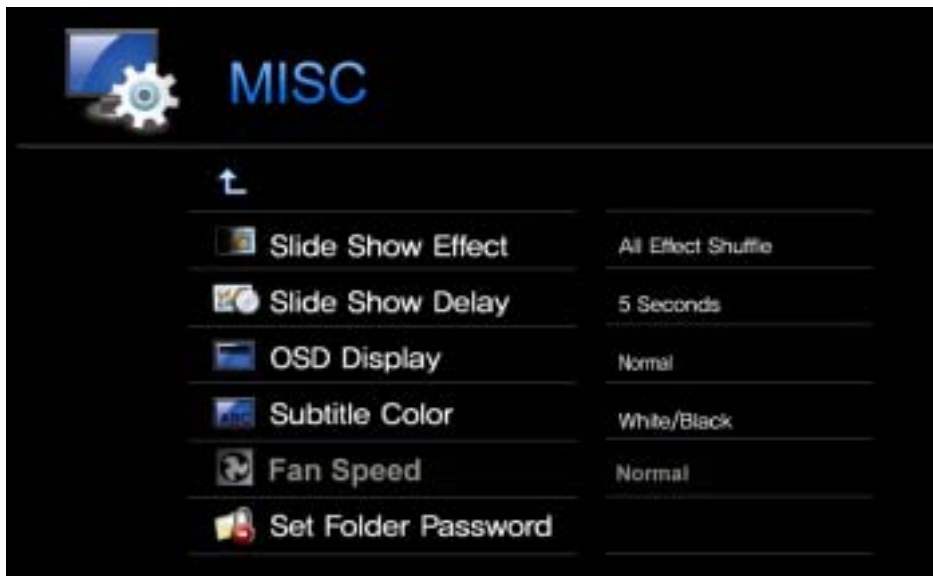 MISC
Slide Show Effect All Effect Shuffle
Slide Show Delay 5 Seconds
OSD Display Normal
Subtitle Color White/Black
Fan Speed Normal
Set Folder Password